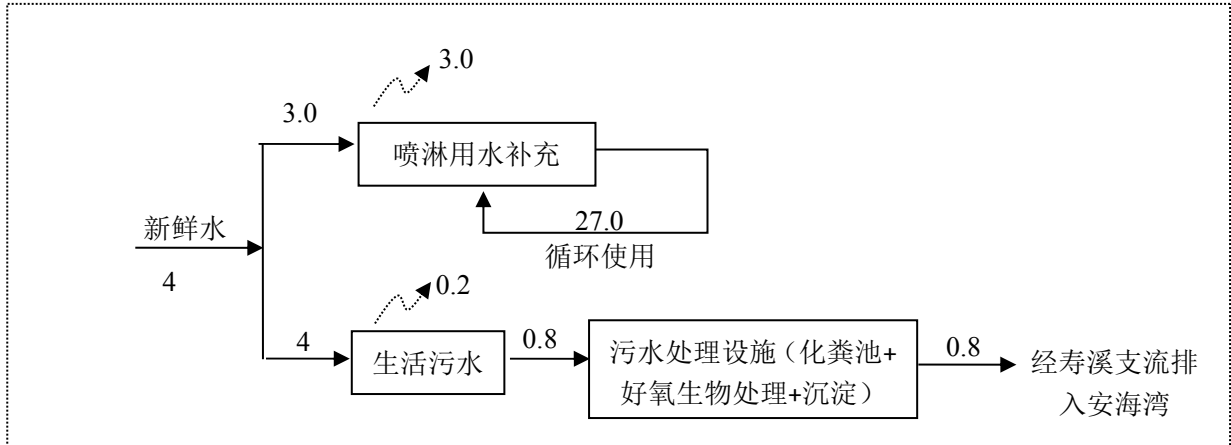 3.0
3.0
喷淋用水补充
27.0
循环使用
新鲜水
4
0.2
4
生活污水
0.8
污水处理设施（化粪池+
好氧生物处理+沉淀）
0.8
经寿溪支流排
入安海湾